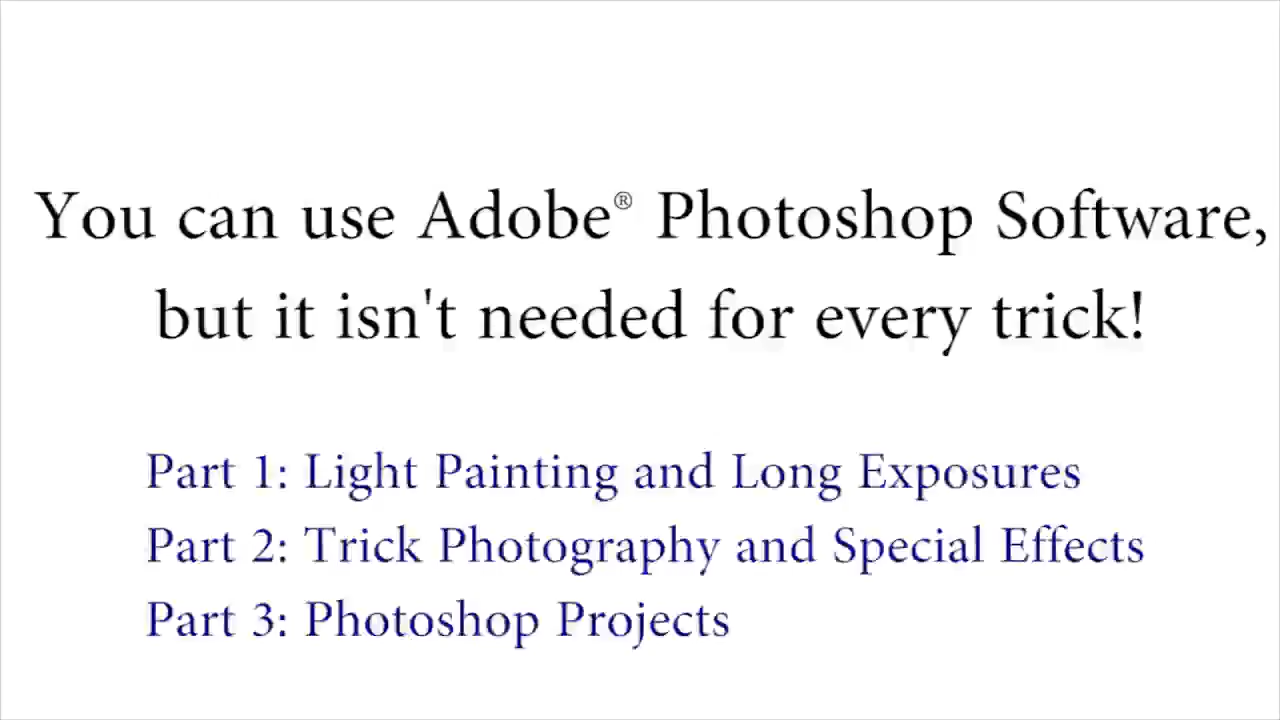 You can use Adobe® Photoshop Software,
but it isn't needed for every trick!
Part 1: Light Painting and Long Exposures
Part 2: Trick Photography and Special Effects
Part 3: Photoshop Projects